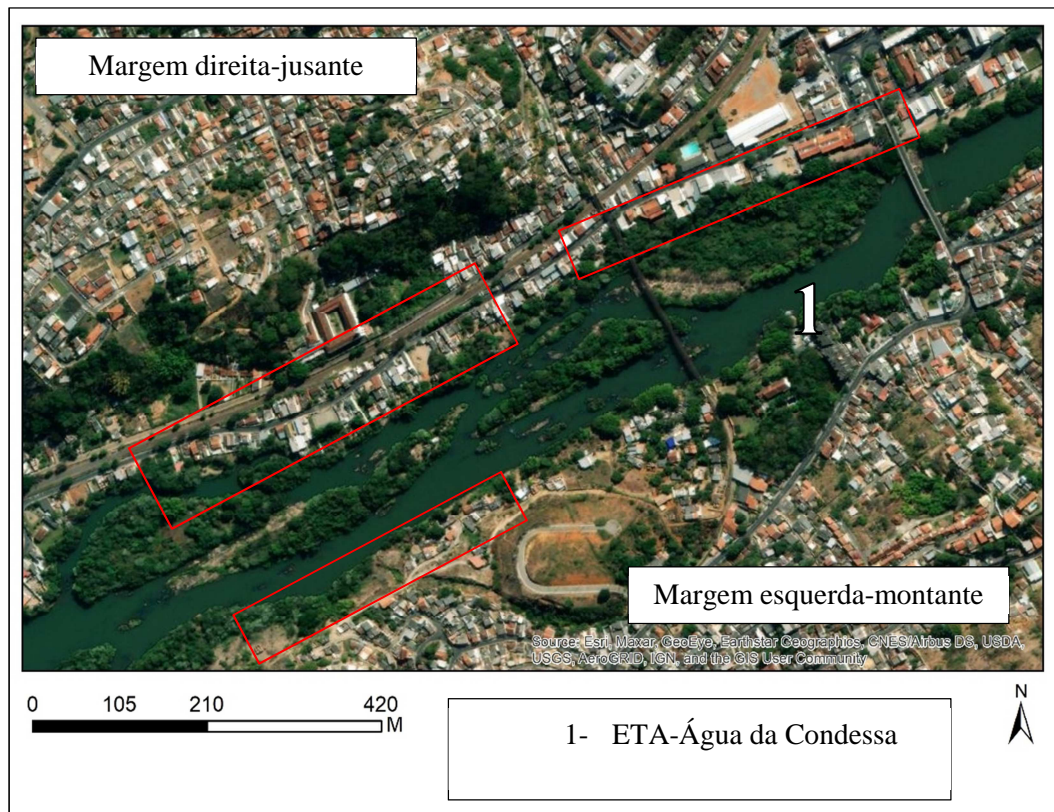 Margem direita-jusante
1
Margem esquerda-montante
Source: Esri, Maxar, GeoEye, Earthstar Geographics, CNES/Airbus DS, USDA,
USGS, AeroGRID, IGN, and the GIS User Community
0 105 210 420
M
N
1- ETA-Água da Condessa